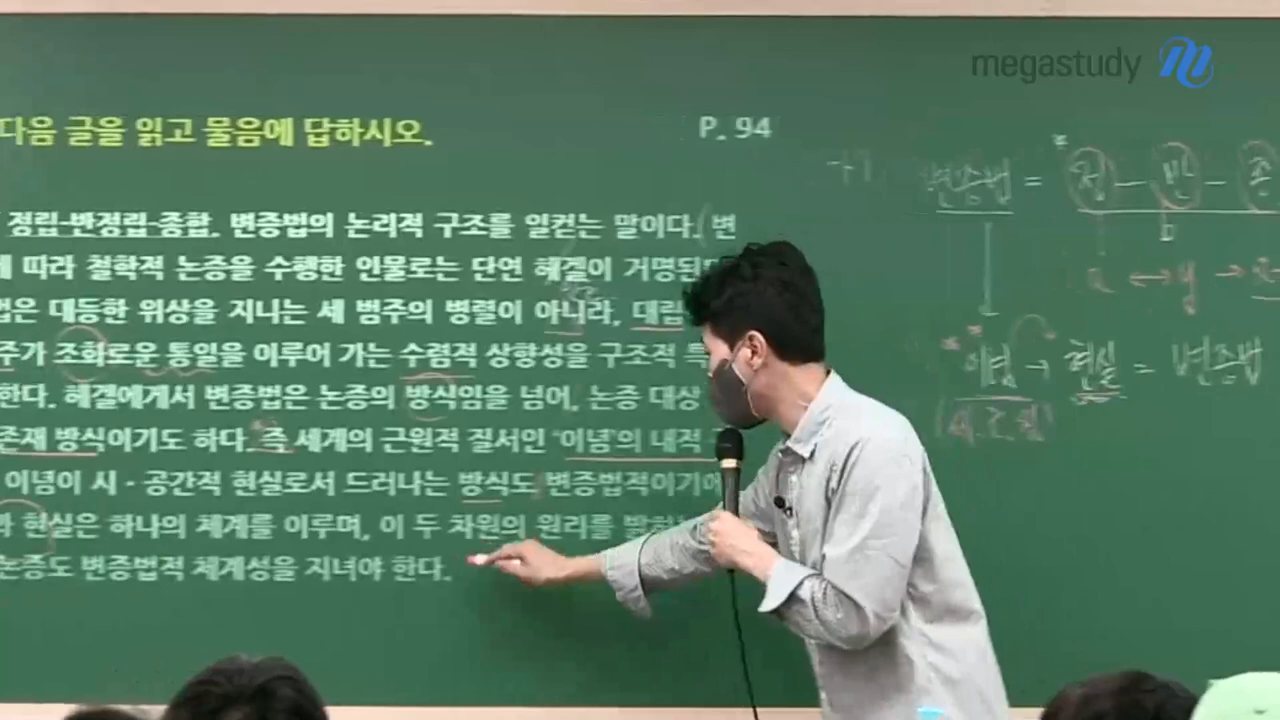 megastudy
다음 글을 읽고 물음에 답하시오.
P. 94
정립-반정립-종합. 변증법의 논리적 구조를 일컫는 말이다. 변
에 따라 철학적 논증을 수행한 인물로는 단연 헤겔이 거명된다
법은 대등한 위상을 지니는 세 범주의 병렬이 아니라, 대립
주가 조화로운 통일을 이루어 가는 수렴적 상향성을 구조적 특
한다. 헤겔에게서 변증법은 논증의 방식임을 넘어, 논증 대상
존재 방식이기도 하다. 즉 세계의 근원적 질서인 '이념'의 내적
이념이 시 - 공간적 현실로서 드러나는 방식도 변증법적이기에
현실은 하나의 체계를 이루며, 이 두 차원의 원리를
논증도 변증법적 체계성을 지녀야 한다.
변증법 = 정 - 반 - 종
이념 → 현실 = 변증법